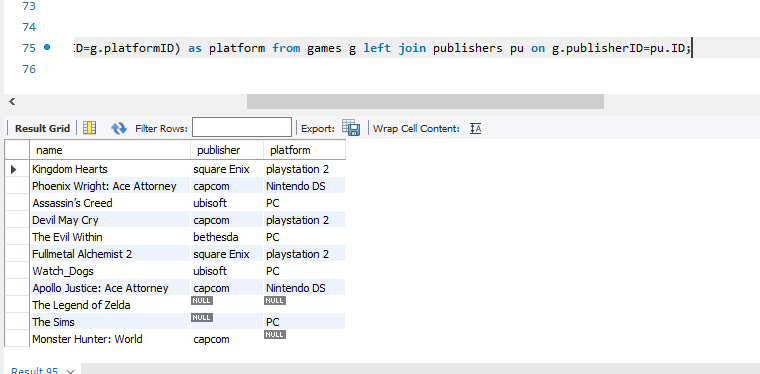 73
74
75 ID=g.platformID) as platform from games g left join publishers pu on g.publisherID=pu.ID;
76
Result Grid Filter Rows: Export: Wrap Cell Content:
name publisher platform
Kingdom Hearts square Enix playstation 2
Phoenix Wright: Ace Attorney capcom Nintendo DS
Assassin's Creed ubisoft PC
Devil May Cry capcom playstation 2
The Evil Within bethesda PC
Fullmetal Alchemist 2 square Enix playstation 2
Watch_Dogs ubisoft PC
Apollo Justice: Ace Attorney capcom Nintendo DS
The Legend of Zelda NULL NULL
The Sims NULL PC
Monster Hunter: World capcom NULL
Result 95